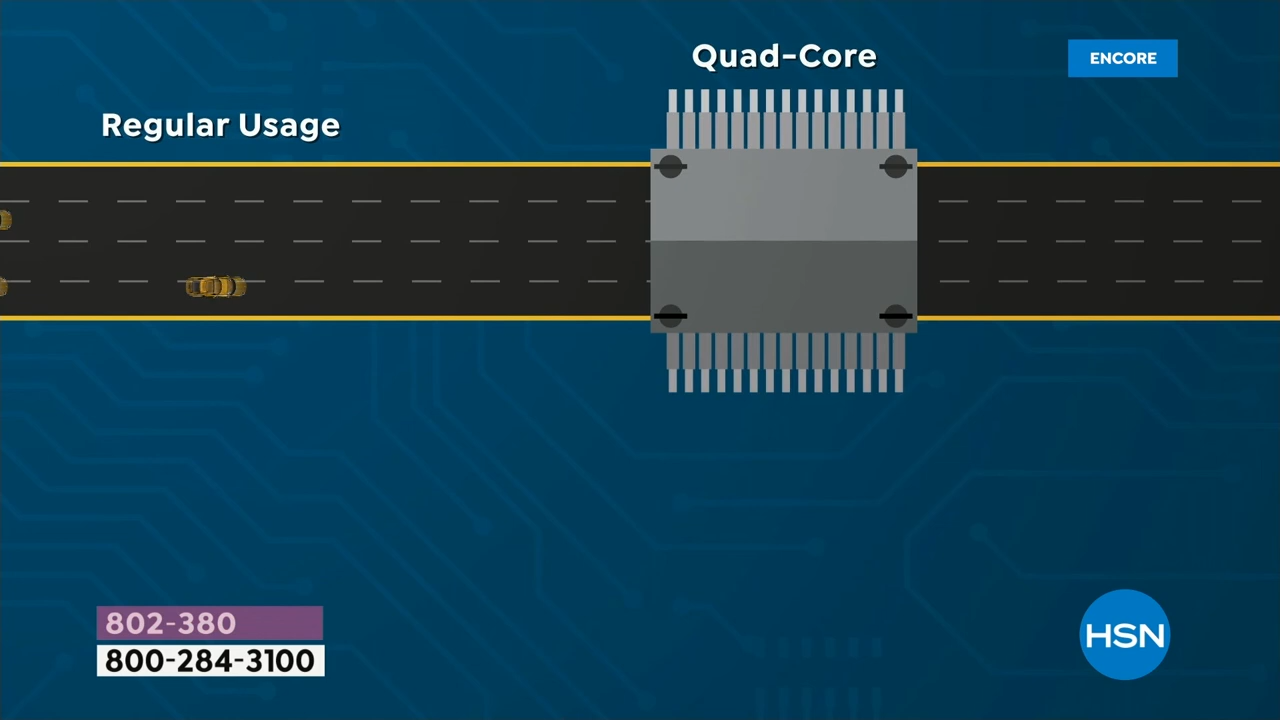 Quad-Core
ENCORE
Regular Usage
802-380
800-284-3100
HSN